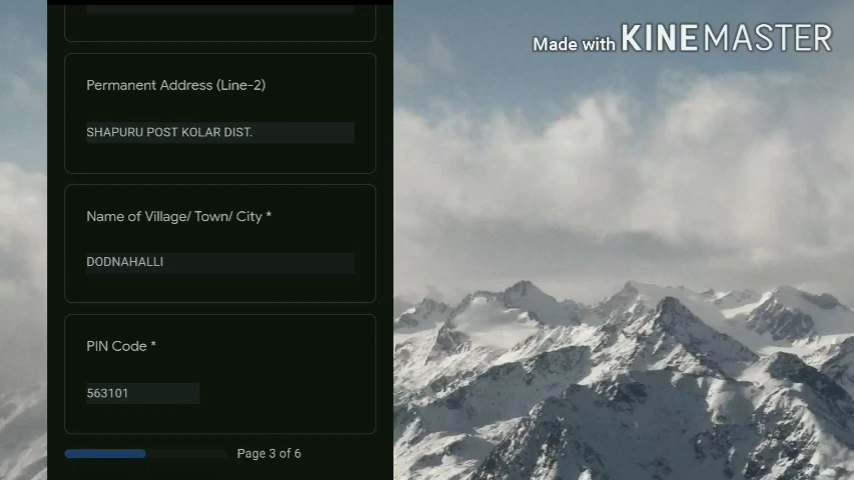 Made with KINEMASTER
Permanent Address (Line-2)
SHAPURU POST KOLAR DIST.
Name of Village/ Town/ City *
DODNAHALLI
PIN Code *
563101
Page 3 of 6